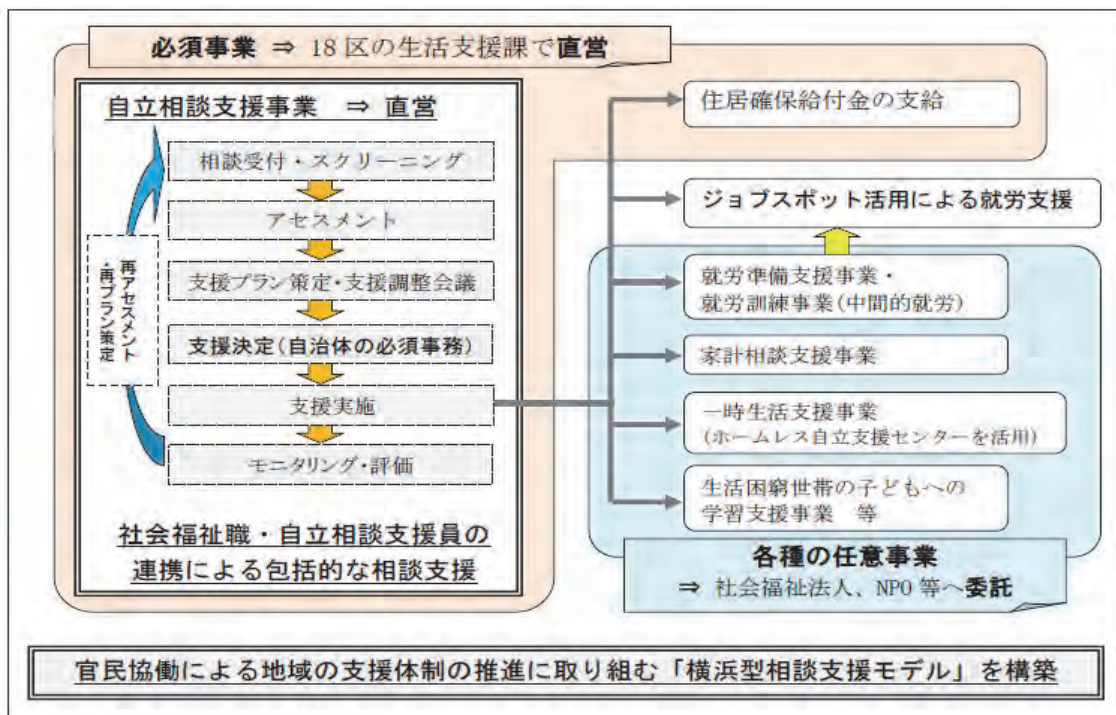 必須事業 ⇒ 18区の生活支援課で直営
自立相談支援事業 ⇒ 直営
相談受付・スクリーニング
アセスメント
支援プラン策定・支援調整会議
支援決定(自治体の必須事務)
支援実施
モニタリング・評価
再アセスメント
・再プラン策定
社会福祉職・自立相談支援員の
連携による包括的な相談支援
住居確保給付金の支給
ジョブスポット活用による就労支援
就労準備支援事業・
就労訓練事業(中間的就労)
家計相談支援事業
一時生活支援事業
(ホームレス自立支援センターを活用)
生活困窮世帯の子どもへの
学習支援事業 等
各種の任意事業
⇒ 社会福祉法人、NPO等へ委託
官民協働による地域の支援体制の推進に取り組む「横浜型相談支援モデル」を構築